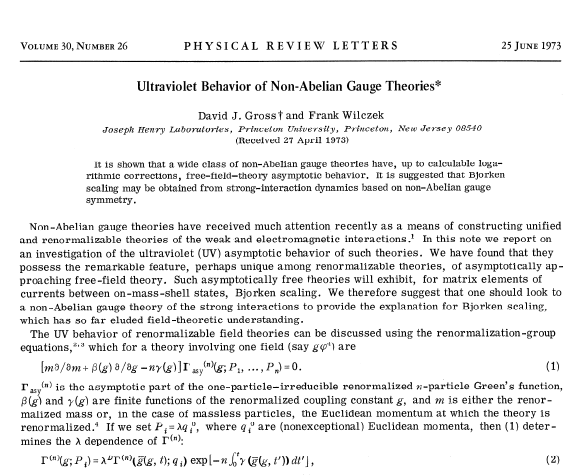 VOLUME 30, NUMBER 26 PHYSICAL REVIEW LETTERS 25 JUNE 1973
Ultraviolet Behavior of Non-Abelian Gauge Theories*
David J. Gross† and Frank Wilczek
Joseph Henry Laboratories, Princeton University, Princeton, New Jersey 08540
(Received 27 April 1973)
It is shown that a wide class of non-Abelian gauge theories have, up to calculable loga-
rithmic corrections, free-field-theory asymptotic behavior. It is suggested that Bjorken
scaling may be obtained from strong-interaction dynamics based on non-Abelian gauge
symmetry.
Non-Abelian gauge theories have received much attention recently as a means of constructing unified
and renormalizable theories of the weak and electromagnetic interactions.¹ In this note we report on
an investigation of the ultraviolet (UV) asymptotic behavior of such theories. We have found that they
possess the remarkable feature, perhaps unique among renormalizable theories, of asymptotically ap-
proaching free-field theory. Such asymptotically free theories will exhibit, for matrix elements of
currents between on-mass-shell states, Bjorken scaling. We therefore suggest that one should look to
a non-Abelian gauge theory of the strong interactions to provide the explanation for Bjorken scaling,
which has so far eluded field-theoretic understanding.
The UV behavior of renormalizable field theories can be discussed using the renormalization-group
equations,²,³ which for a theory involving one field (say gφ⁴) are
[m∂/∂m + β(g)∂/∂g - nγ(g)]Γ_asy^(n)(g; P₁, ..., Pₙ) = 0. (1)
Γ_asy^(n) is the asymptotic part of the one-particle-irreducible renormalized n-particle Green's function,
β(g) and γ(g) are finite functions of the renormalized coupling constant g, and m is either the renor-
malized mass or, in the case of massless particles, the Euclidean momentum at which the theory is
renormalized.⁴ If we set Pᵢ = λqᵢ⁰, where qᵢ⁰ are (nonexceptional) Euclidean momenta, then (1) deter-
mines the λ dependence of Γ^(n):
Γ^(n)(g; Pᵢ) = λ^D Γ^(n)(ḡ(g, t); qᵢ) exp[-n∫₀ᵗ γ(ḡ(g, t')) dt'], (2)